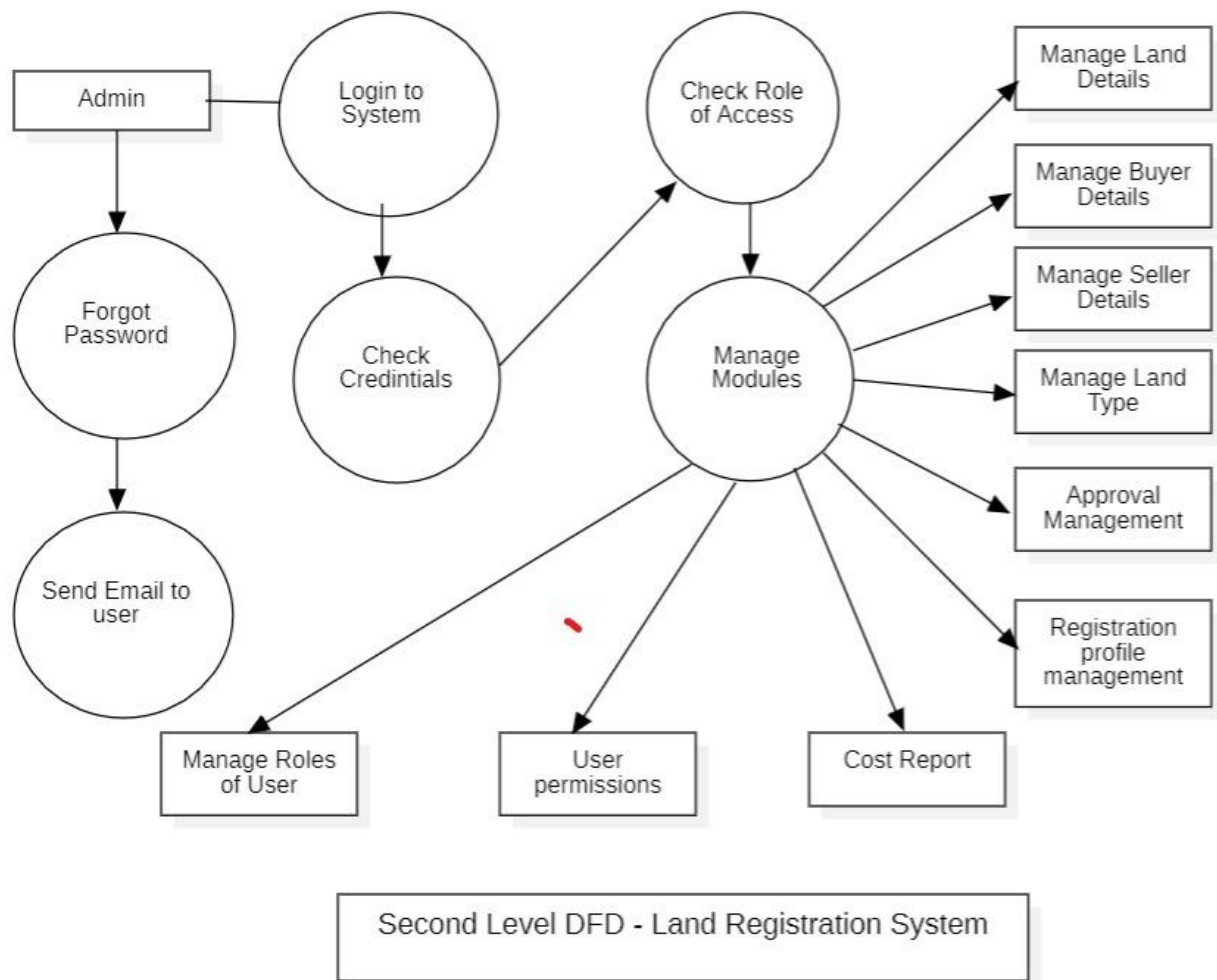 Admin
Login to
System
Check Role
of Access
Manage Land
Details
Manage Buyer
Details
Manage Seller
Details
Forgot
Password
Check
Credintials
Manage
Modules
Manage Land
Type
Approval
Management
Send Email to
user
Registration
profile
management
Manage Roles
of User
User
permissions
Cost Report
Second Level DFD - Land Registration System